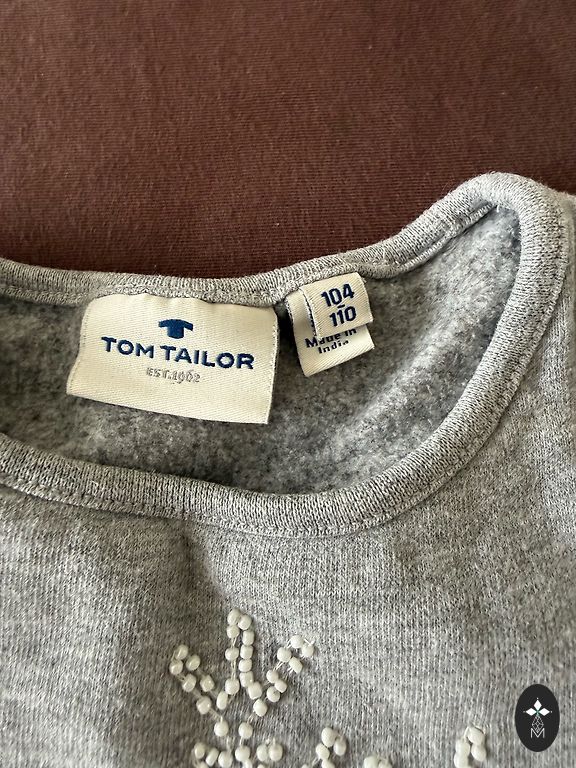 TOM TAILOR
EST.1962
104
-
110
Made in
India
M